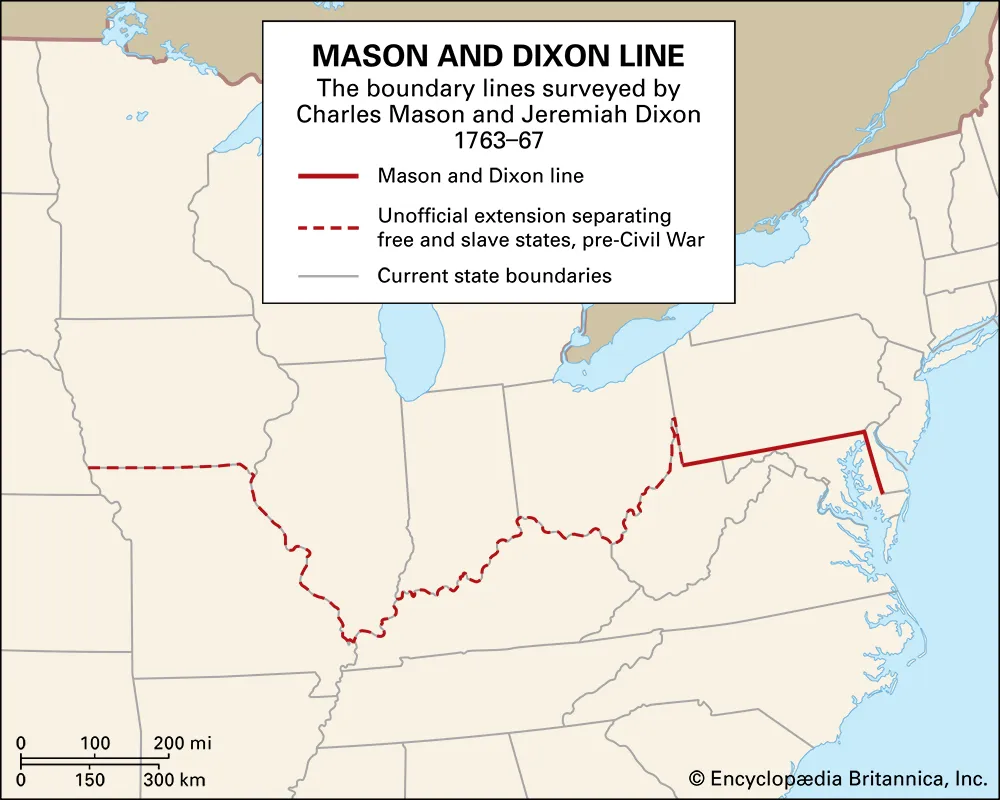 MASON AND DIXON LINE
The boundary lines surveyed by
Charles Mason and Jeremiah Dixon
1763–67
Mason and Dixon line
Unofficial extension separating
free and slave states, pre-Civil War
Current state boundaries
0 100 200 mi
0 150 300 km
© Encyclopædia Britannica, Inc.